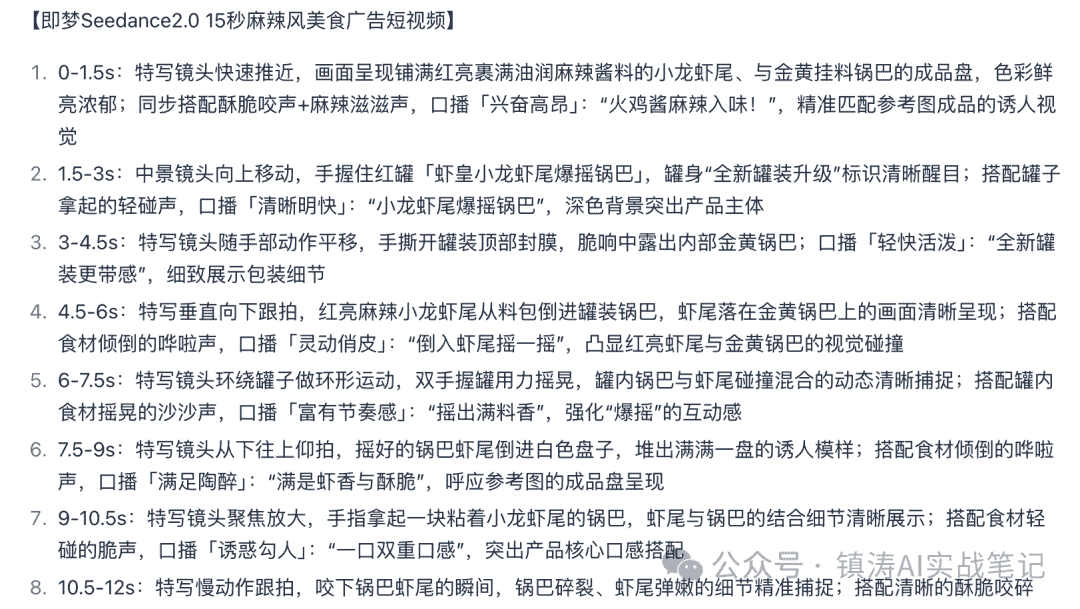 【即梦Seedance2.0 15秒麻辣风美食广告短视频】
1. 0-1.5s：特写镜头快速推近，画面呈现铺满红亮裹满油润麻辣酱料的小龙虾尾、与金黄挂料锅巴的成品盘，色彩鲜
亮浓郁；同步搭配酥脆咬声+麻辣滋滋声，口播「兴奋高昂」：“火鸡酱麻辣入味！”，精准匹配参考图成品的诱人视
觉
2. 1.5-3s：中景镜头向上移动，手握住红罐「虾皇小龙虾尾爆摇锅巴」，罐身“全新罐装升级”标识清晰醒目；搭配罐子
拿起的轻碰声，口播「清晰明快」：“小龙虾尾爆摇锅巴”，深色背景突出产品主体
3. 3-4.5s：特写镜头随手部动作平移，手撕开罐装顶部封膜，脆响中露出内部金黄锅巴；口播「轻快活泼」：“全新罐
装更带感”，细致展示包装细节
4. 4.5-6s：特写垂直向下跟拍，红亮麻辣小龙虾尾从料包倒进罐装锅巴，虾尾落在金黄锅巴上的画面清晰呈现；搭配
食材倾倒的哗啦声，口播「灵动俏皮」：“倒入虾尾摇一摇”，凸显红亮虾尾与金黄锅巴的视觉碰撞
5. 6-7.5s：特写镜头环绕罐子做环形运动，双手握罐用力摇晃，罐内锅巴与虾尾碰撞混合的动态清晰捕捉；搭配罐内
食材摇晃的沙沙声，口播「富有节奏感」：“摇出满料香”，强化“爆摇”的互动感
6. 7.5-9s：特写镜头从下往上仰拍，摇好的锅巴虾尾倒进白色盘子，堆出满满一盘的诱人模样；搭配食材倾倒的哗啦
声，口播「满足陶醉」：“满是虾香与酥脆”，呼应参考图的成品盘呈现
7. 9-10.5s：特写镜头聚焦放大，手指拿起一块粘着小龙虾尾的锅巴，虾尾与锅巴的结合细节清晰展示；搭配食材轻
碰的脆声，口播「诱惑勾人」：“一口双重口感”，突出产品核心口感搭配
公众号 · 镇涛AI实战笔记
8. 10.5-12s：特写慢动作跟拍，咬下锅巴虾尾的瞬间，锅巴碎裂、虾尾弹嫩的细节精准捕捉；搭配清晰的酥脆咬碎